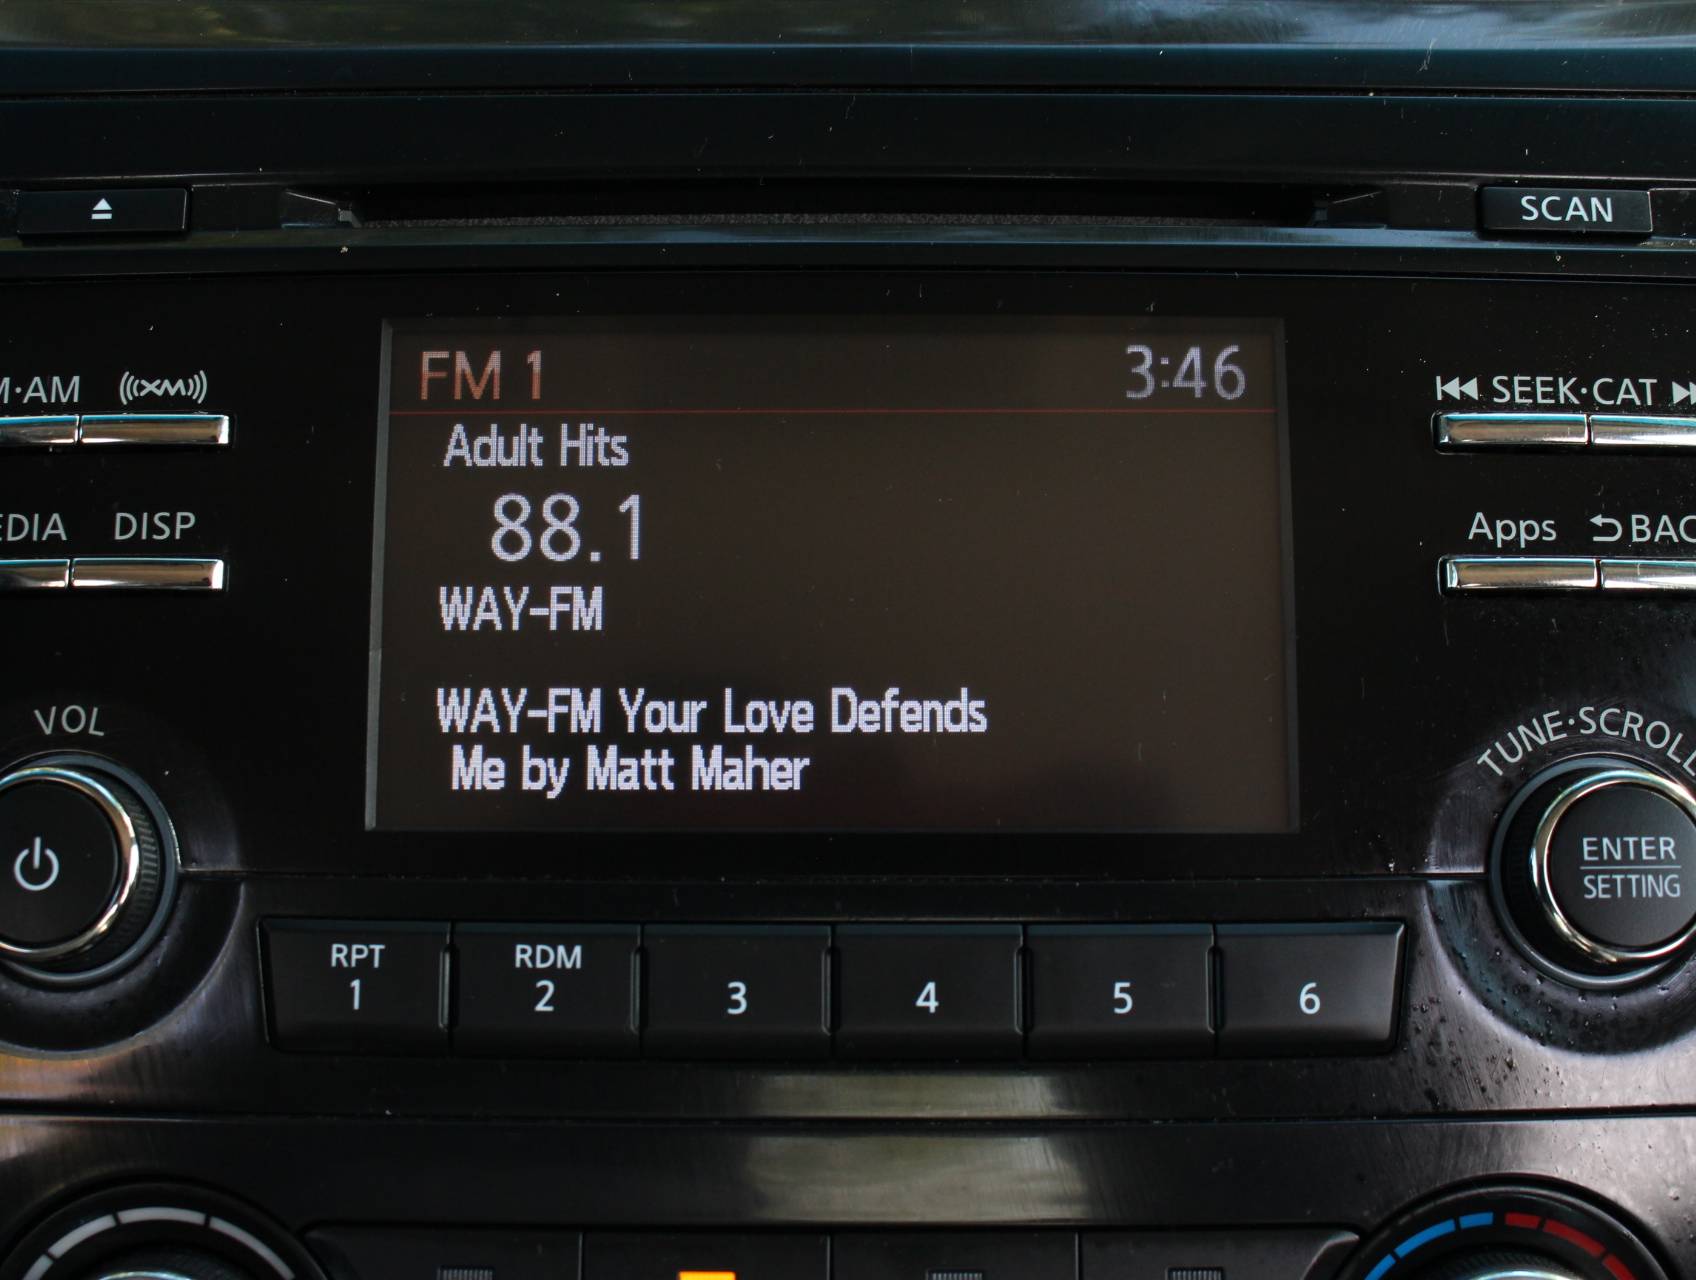 SCAN
FM 1 3:46
M·AM XM
SEEK·CAT
Adult Hits
88.1
EDIA DISP
Apps BAC
WAY-FM
WAY-FM Your Love Defends
Me by Matt Maher
VOL
TUNE·SCROLL
ENTER
SETTING
RPT RDM
1 2 3 4 5 6